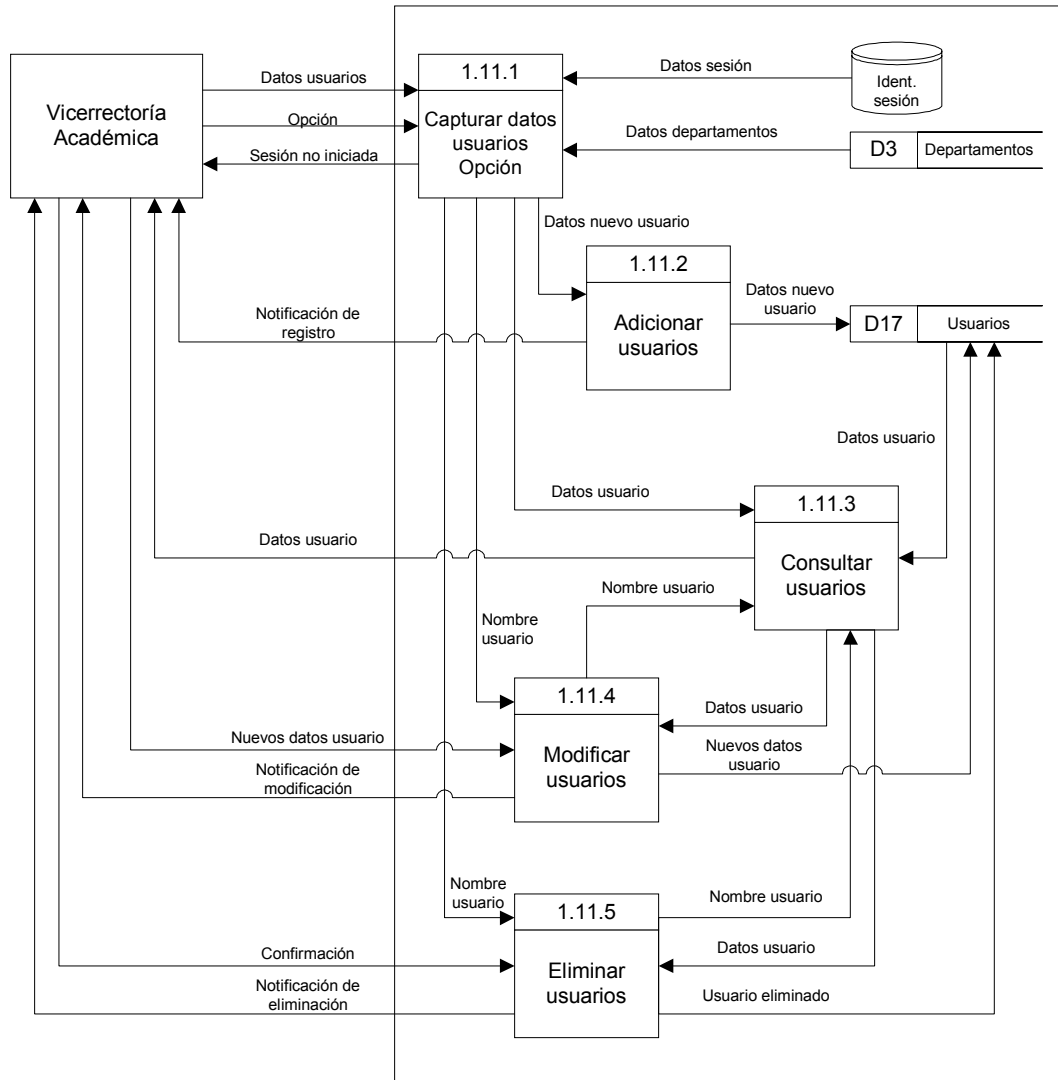 1.11.1
Datos usuarios
Datos sesión
Ident.
sesión
Vicerrectoría
Académica
Opción
Capturar datos
usuarios
Opción
Datos departamentos
D3
Departamentos
Sesión no iniciada
Datos nuevo usuario
1.11.2
Datos nuevo
usuario
Notificación de
registro
Adicionar
usuarios
D17
Usuarios
Datos usuario
Datos usuario
1.11.3
Datos usuario
Consultar
usuarios
Nombre usuario
Nombre
usuario
1.11.4
Datos usuario
Nuevos datos usuario
Modificar
usuarios
Nuevos datos
usuario
Notificación de
modificación
Nombre
usuario
1.11.5
Nombre usuario
Confirmación
Datos usuario
Eliminar
usuarios
Notificación de
eliminación
Usuario eliminado